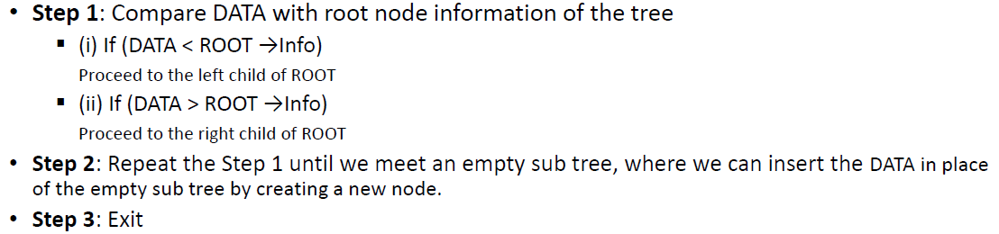 • Step 1: Compare DATA with root node information of the tree
▪ (i) If (DATA < ROOT →Info)
Proceed to the left child of ROOT
▪ (ii) If (DATA > ROOT →Info)
Proceed to the right child of ROOT
• Step 2: Repeat the Step 1 until we meet an empty sub tree, where we can insert the DATA in place
of the empty sub tree by creating a new node.
• Step 3: Exit